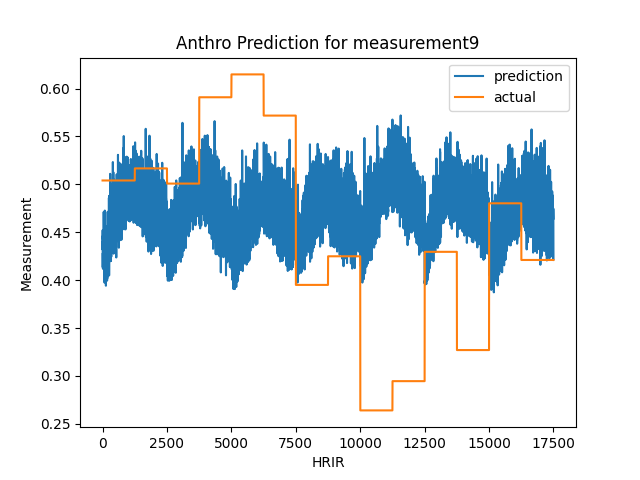 Anthro Prediction for measurement9
prediction
actual
Measurement
0.60
0.55
0.50
0.45
0.40
0.35
0.30
0.25
0 2500 5000 7500 10000 12500 15000 17500
HRIR